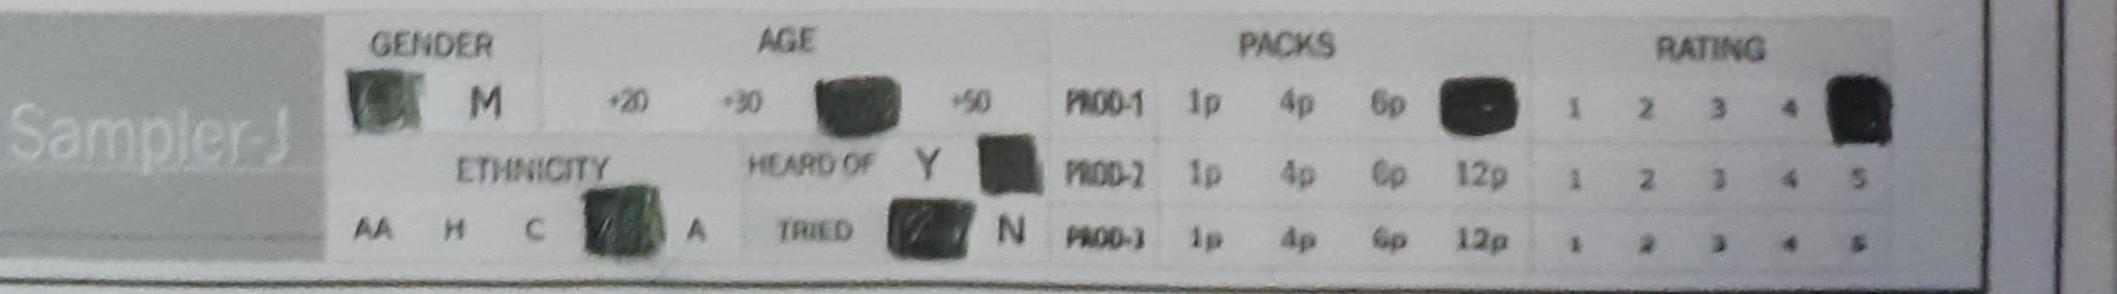 GENDER AGE PACKS RATING
M +20 +30 +50 PROD-1 1p 4p 6p 1 2 3 4
Sampler-J
ETHNICITY HEARD OF Y PROD-2 1p 4p 6p 12p 1 2 3 4 5
AA H C A TRIED N PROD-3 1p 4p 6p 12p 1 2 3 4 5